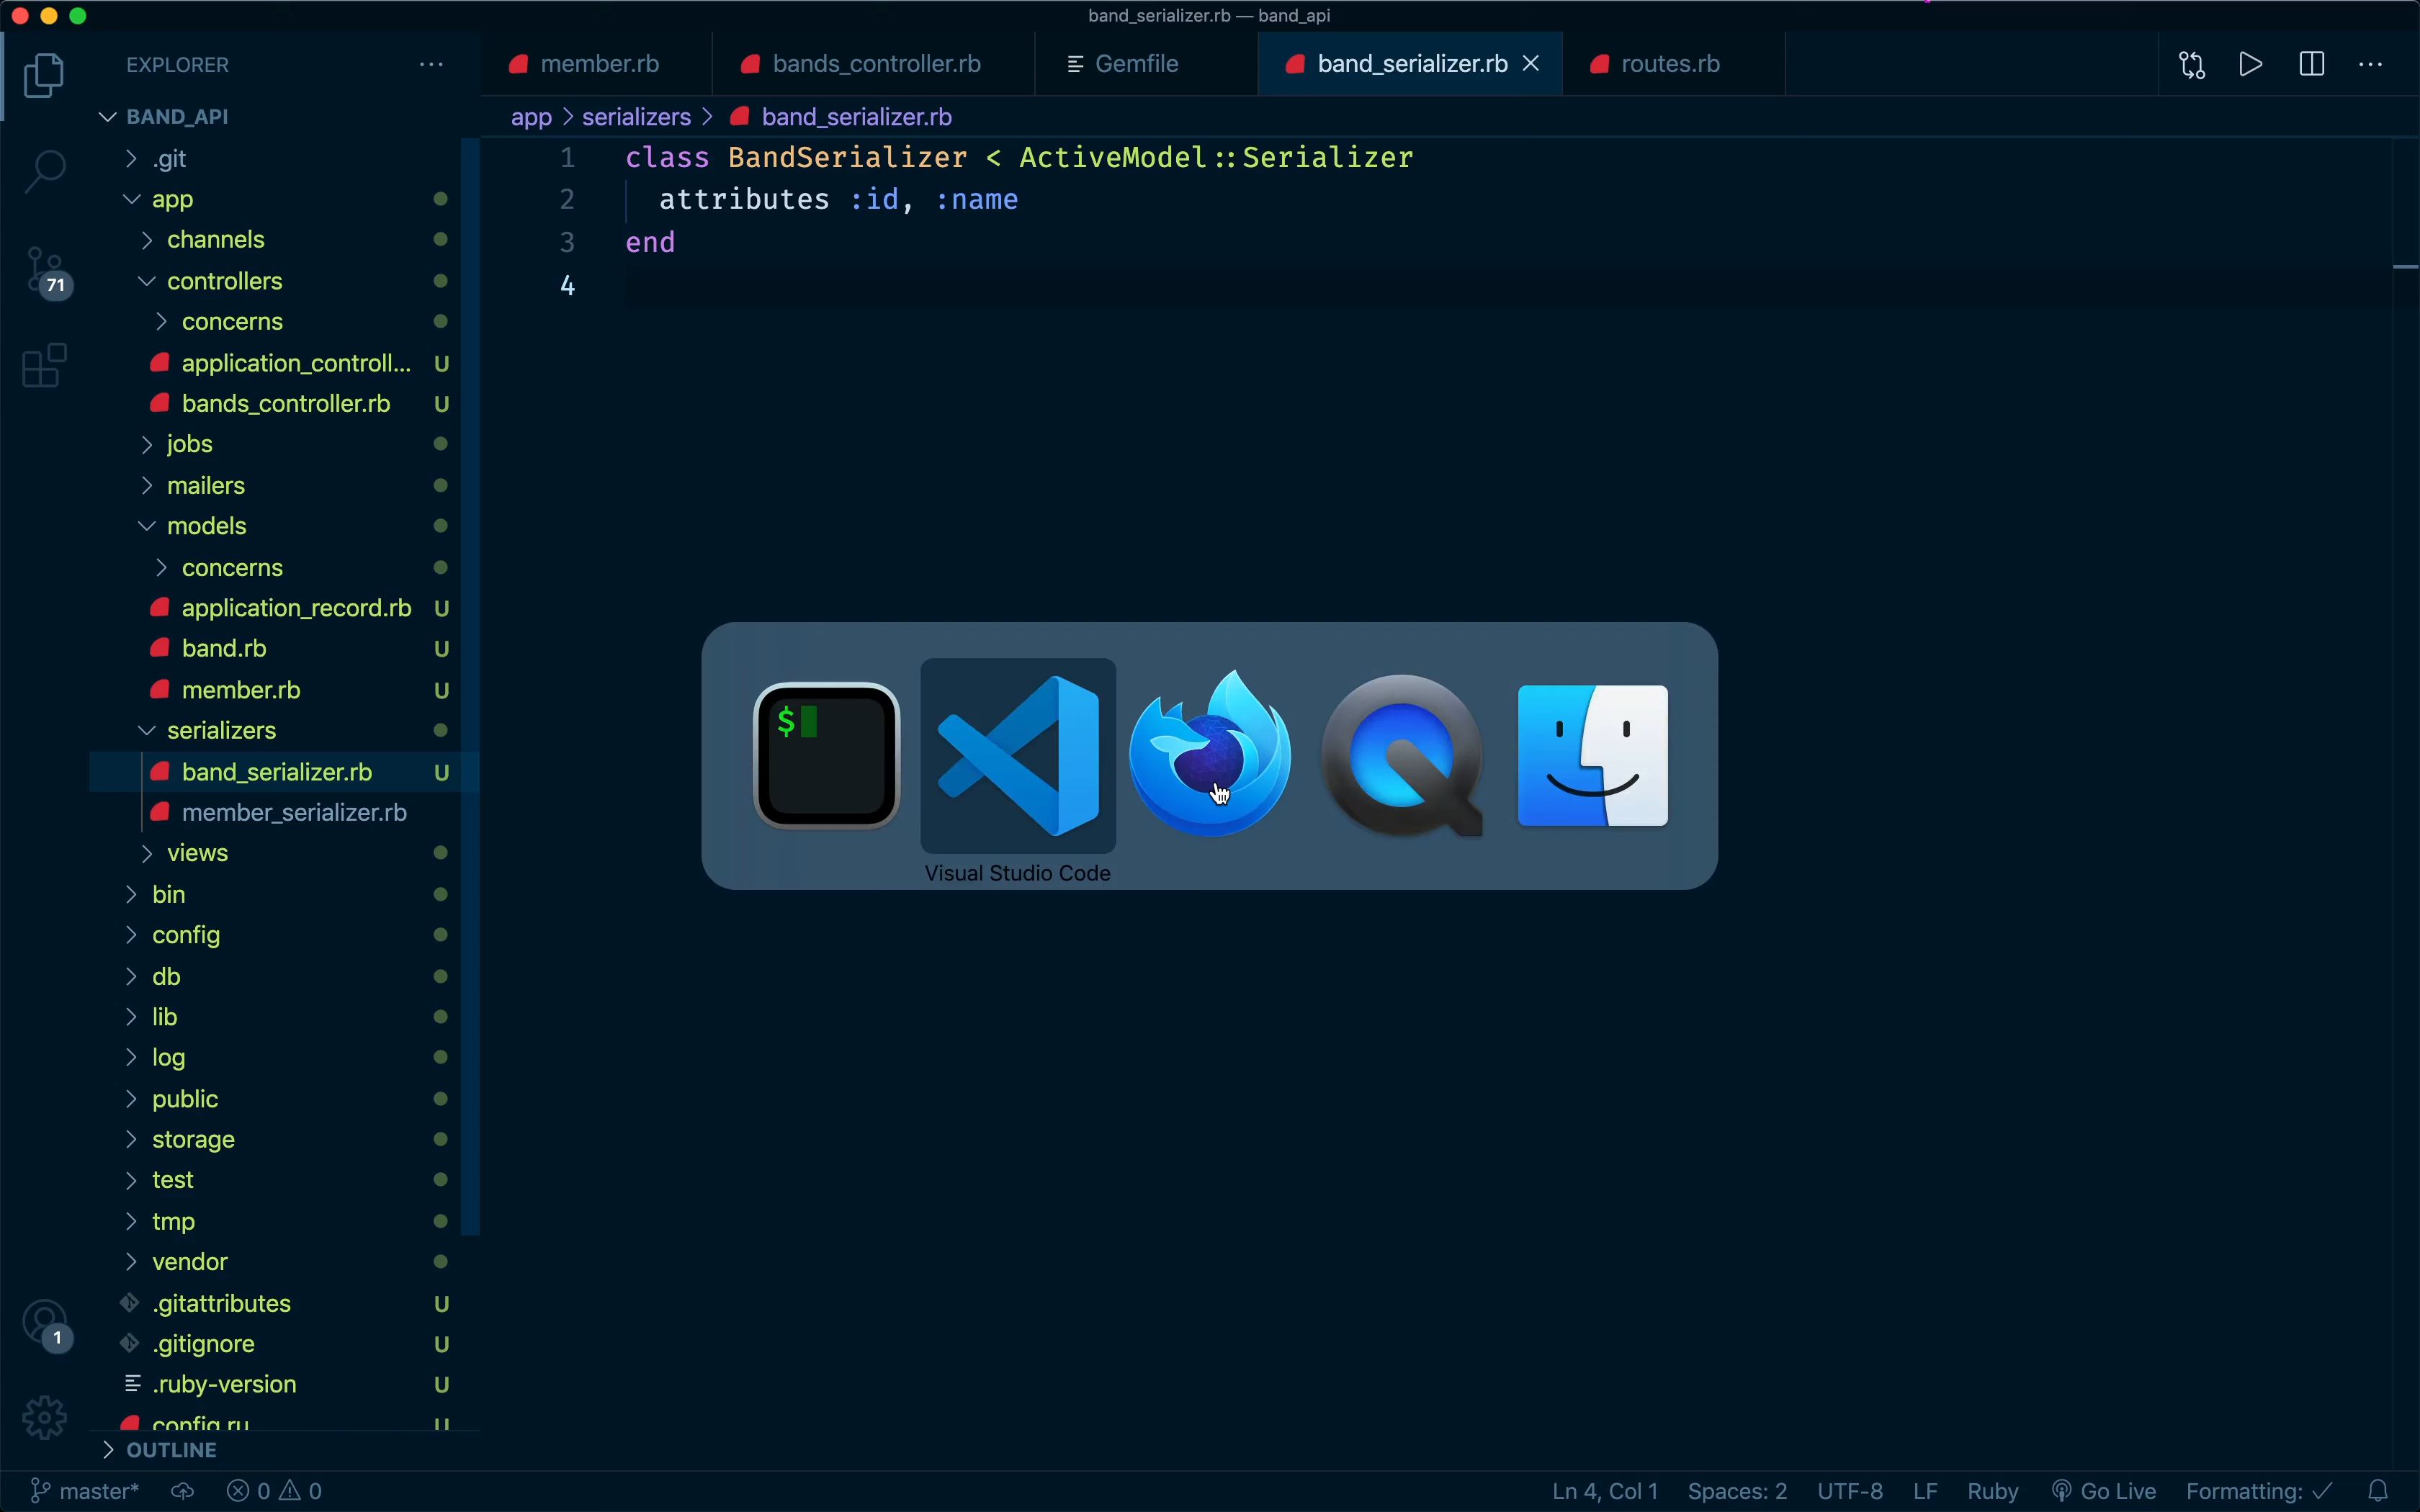 band_serializer.rb — band_api
EXPLORER
member.rb
bands_controller.rb
Gemfile
band_serializer.rb
routes.rb
BAND_API
app > serializers > band_serializer.rb
.git
app
channels
controllers
concerns
application_controll... U
bands_controller.rb U
jobs
mailers
models
concerns
application_record.rb U
band.rb U
member.rb U
serializers
band_serializer.rb U
member_serializer.rb
views
bin
config
db
lib
log
public
storage
test
tmp
vendor
.gitattributes U
.gitignore U
.ruby-version U
config.ru U
OUTLINE
71
1
1 class BandSerializer < ActiveModel::Serializer
2 attributes :id, :name
3 end
4
$
Visual Studio Code
master* 0 0 Ln 4, Col 1 Spaces: 2 UTF-8 LF Ruby Go Live Formatting: ✓